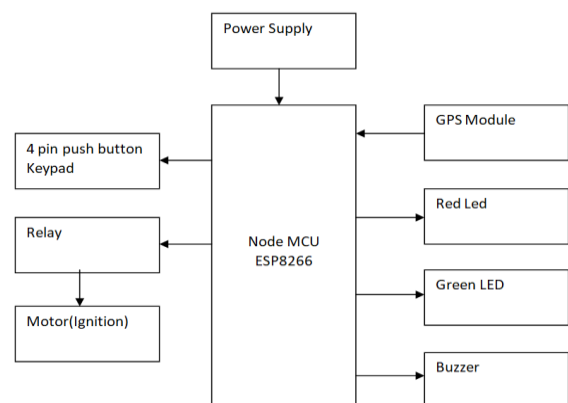 Power Supply
GPS Module
4 pin push button
Keypad
Red Led
Relay
Node MCU
ESP8266
Green LED
Motor(Ignition)
Buzzer